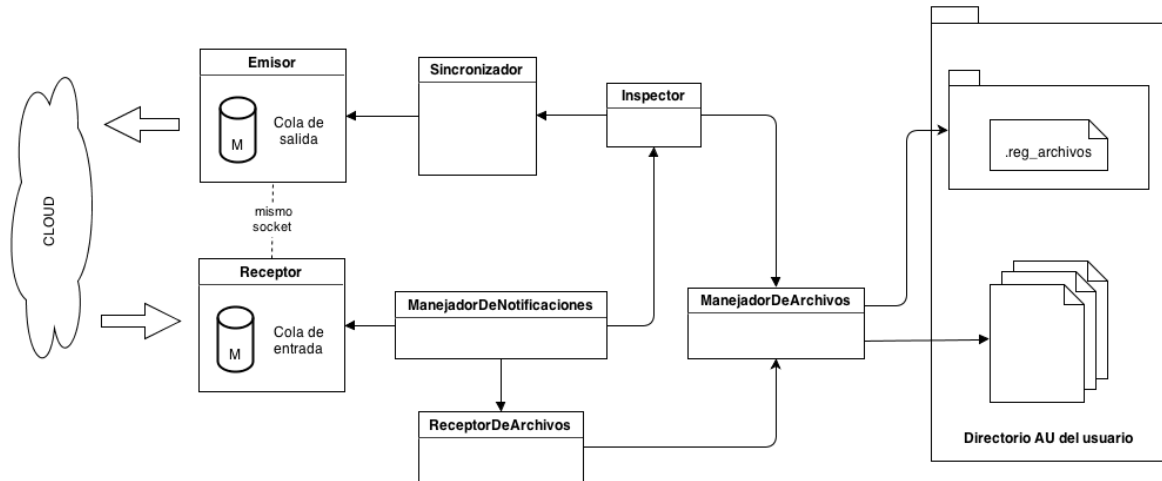 Emisor
M
Cola de
salida
Sincronizador
Inspector
.reg_archivos
CLOUD
mismo
socket
Receptor
M
Cola de
entrada
ManejadorDeNotificaciones
ManejadorDeArchivos
ReceptorDeArchivos
Directorio AU del usuario